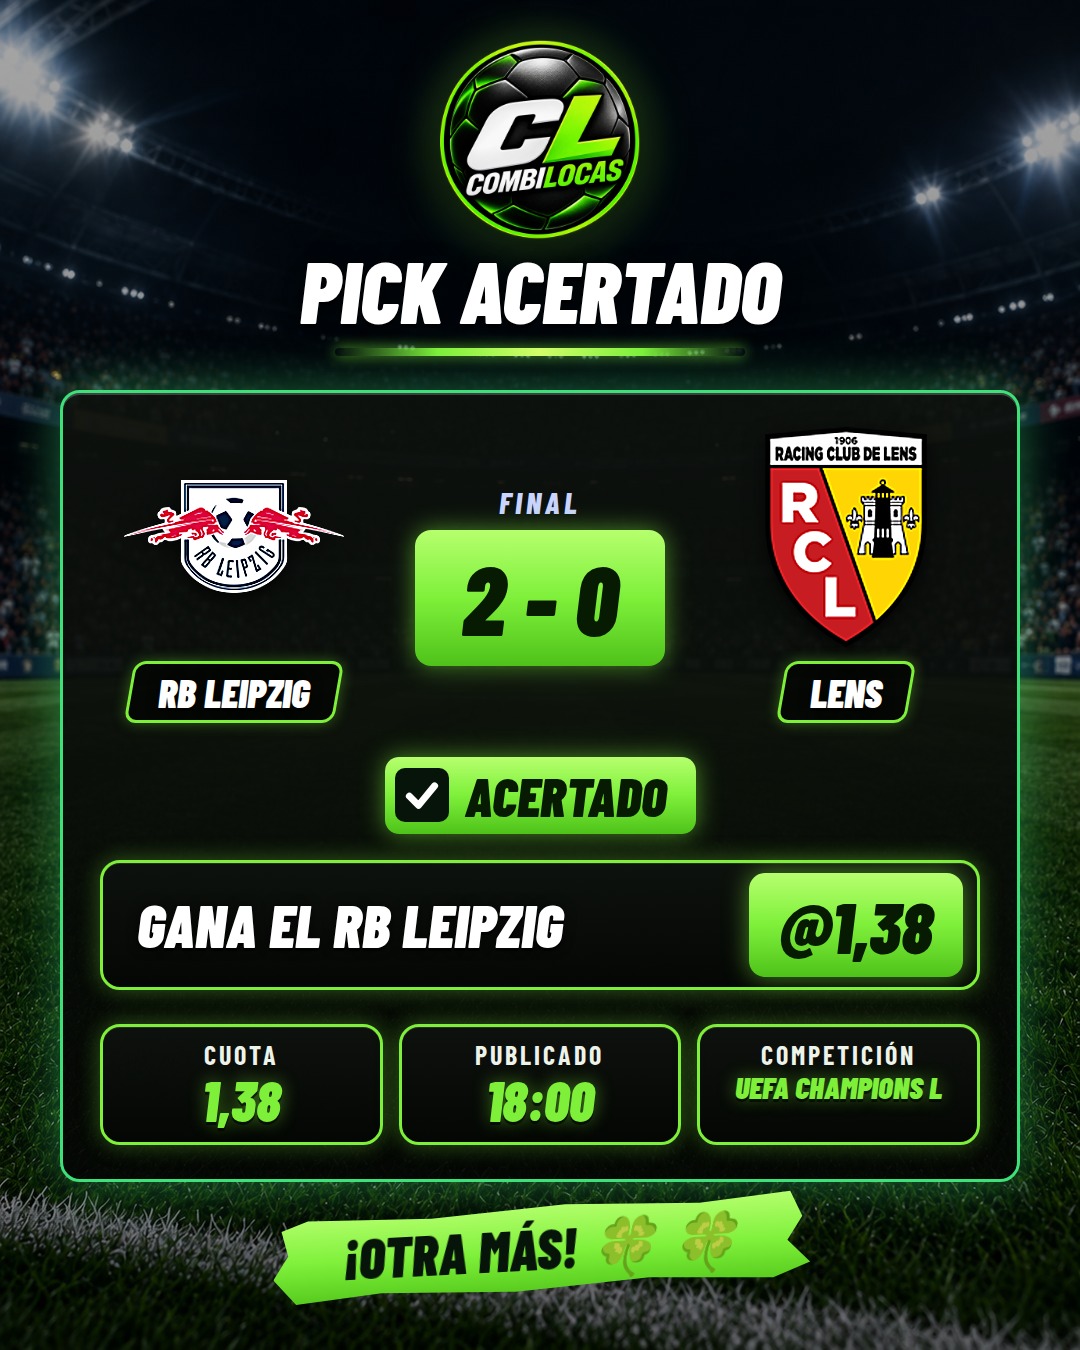 CL
COMBILOCAS
PICK ACERTADO
1906
RACING CLUB DE LENS
R
C
L
RB LEIPZIG
FINAL
2 - 0
RB LEIPZIG
LENS
ACERTADO
GANA EL RB LEIPZIG
@1,38
CUOTA
1,38
PUBLICADO
18:00
COMPETICIÓN
UEFA CHAMPIONS L
¡OTRA MÁS! 🍀 🍀